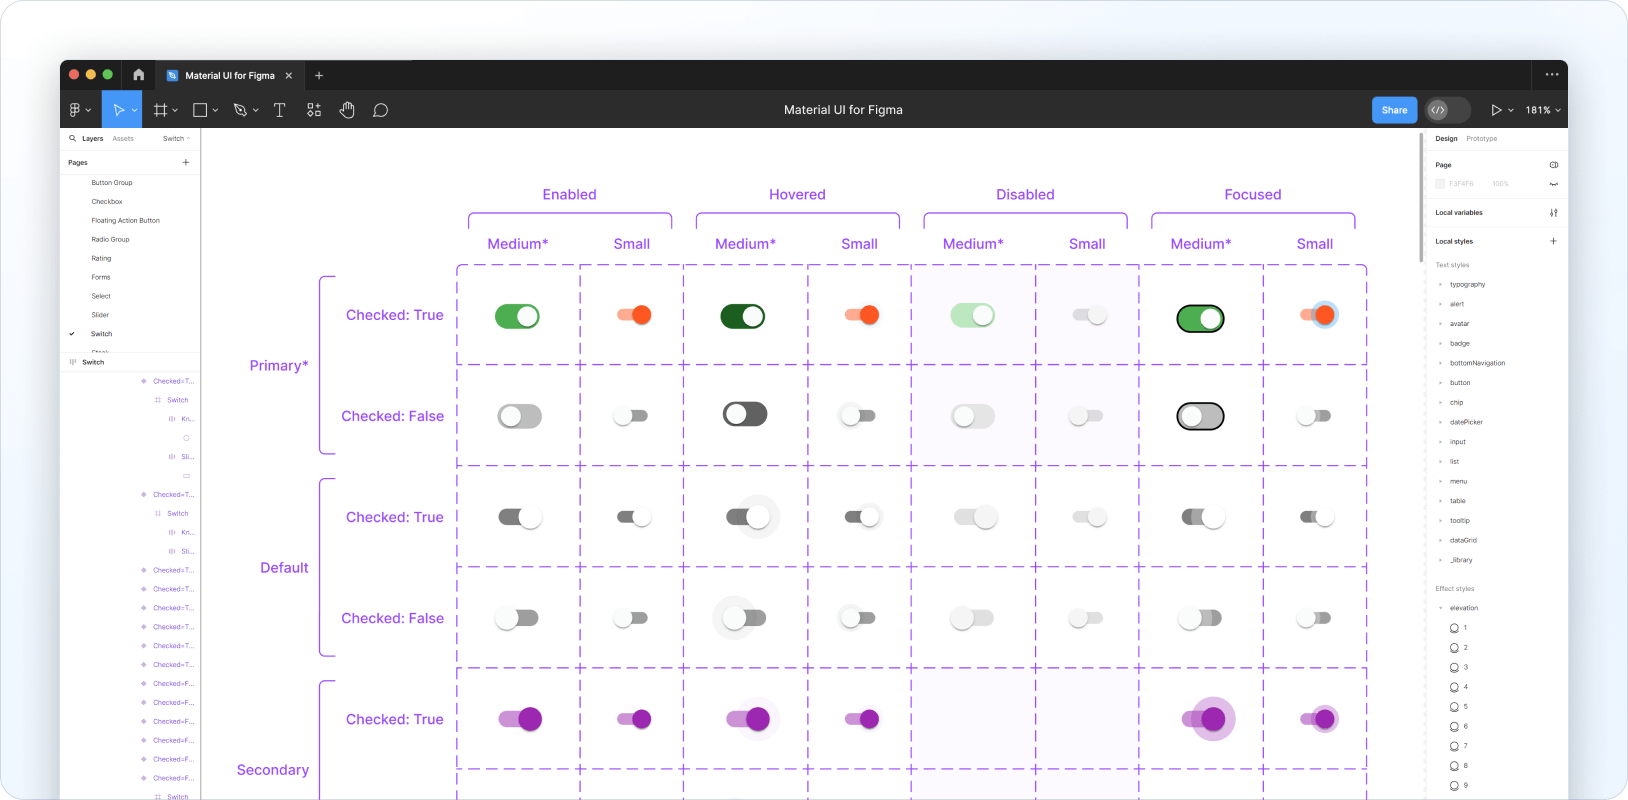 Material UI for Figma
Material UI for Figma
Share
181%
Layers Assets Switch
Pages
Button Group
Checkbox
Floating Action Button
Radio Group
Rating
Forms
Select
Slider
Switch
Switch
Checked=T...
Switch
Kn...
Sli...
Checked=T...
Switch
Kn...
Sli...
Checked=T...
Checked=T...
Checked=T...
Checked=T...
Checked=T...
Checked=T...
Checked=F...
Checked=F...
Checked=F...
Checked=F...
Checked=F...
Checked=F...
Switch
Enabled Hovered Disabled Focused
Medium* Small Medium* Small Medium* Small Medium* Small
Checked: True
Primary*
Checked: False
Checked: True
Default
Checked: False
Checked: True
Secondary
Design Prototype
Page
F3F4F6 100%
Local variables
Local styles
Text styles
typography
alert
avatar
badge
bottomNavigation
button
chip
datePicker
input
list
menu
table
tooltip
dataGrid
_library
Effect styles
elevation
1
2
3
4
5
6
7
8
9